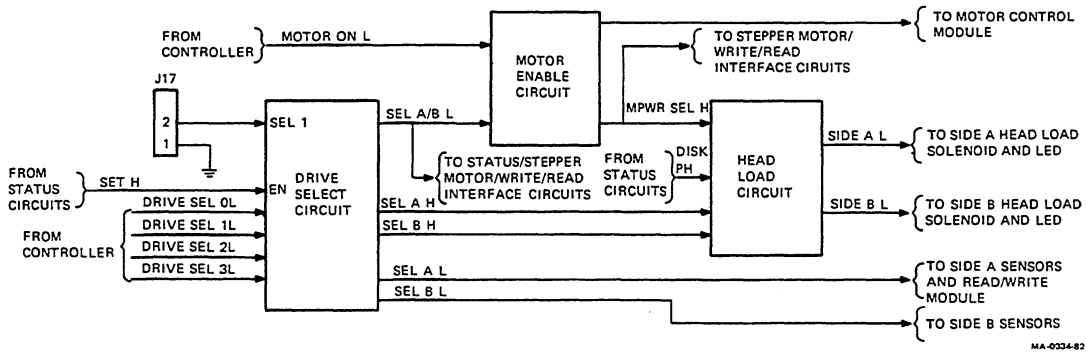 FROM
CONTROLLER
MOTOR ON L
MOTOR
ENABLE
CIRCUIT
TO MOTOR CONTROL
MODULE
TO STEPPER MOTOR/
WRITE/READ
INTERFACE CIRUITS
J17
2
1
SEL 1
SEL A/B L
MPWR SEL H
TO STATUS/STEPPER
MOTOR/WRITE/READ
INTERFACE CIRCUITS
FROM
STATUS
CIRCUITS
DISK
PH
HEAD
LOAD
CIRCUIT
SIDE A L
TO SIDE A HEAD LOAD
SOLENOID AND LED
FROM
STATUS
CIRCUITS
SET H
EN
DRIVE
SELECT
CIRCUIT
SEL A H
SEL B H
SIDE B L
TO SIDE B HEAD LOAD
SOLENOID AND LED
FROM
CONTROLLER
DRIVE SEL 0L
DRIVE SEL 1L
DRIVE SEL 2L
DRIVE SEL 3L
SEL A L
SEL B L
TO SIDE A SENSORS
AND READ/WRITE
MODULE
TO SIDE B SENSORS
MA-0034-82